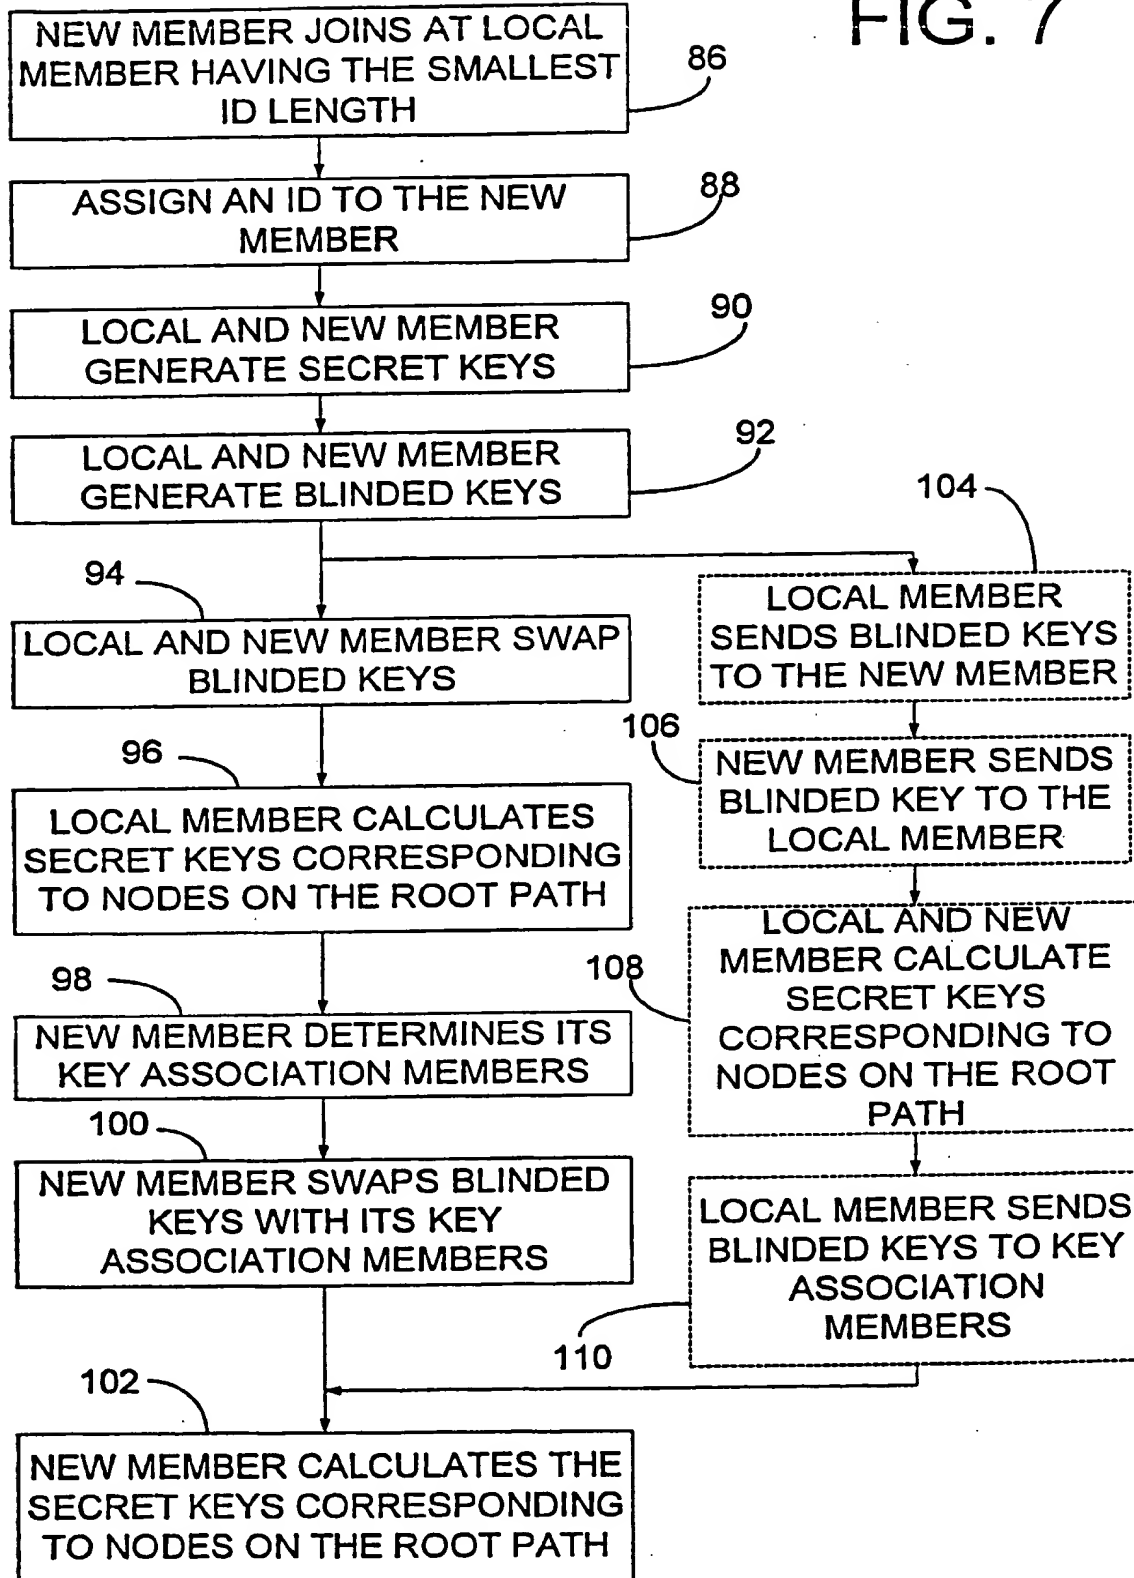 FIG. 7
NEW MEMBER JOINS AT LOCAL
MEMBER HAVING THE SMALLEST
ID LENGTH
86
ASSIGN AN ID TO THE NEW
MEMBER
88
LOCAL AND NEW MEMBER
GENERATE SECRET KEYS
90
LOCAL AND NEW MEMBER
GENERATE BLINDED KEYS
92
94
LOCAL AND NEW MEMBER SWAP
BLINDED KEYS
96
LOCAL MEMBER CALCULATES
SECRET KEYS CORRESPONDING
TO NODES ON THE ROOT PATH
98
NEW MEMBER DETERMINES ITS
KEY ASSOCIATION MEMBERS
100
NEW MEMBER SWAPS BLINDED
KEYS WITH ITS KEY
ASSOCIATION MEMBERS
104
LOCAL MEMBER
SENDS BLINDED KEYS
TO THE NEW MEMBER
106
NEW MEMBER SENDS
BLINDED KEY TO THE
LOCAL MEMBER
108
LOCAL AND NEW
MEMBER CALCULATE
SECRET KEYS
CORRESPONDING TO
NODES ON THE ROOT
PATH
LOCAL MEMBER SENDS
BLINDED KEYS TO KEY
ASSOCIATION
MEMBERS
110
102
NEW MEMBER CALCULATES THE
SECRET KEYS CORRESPONDING
TO NODES ON THE ROOT PATH